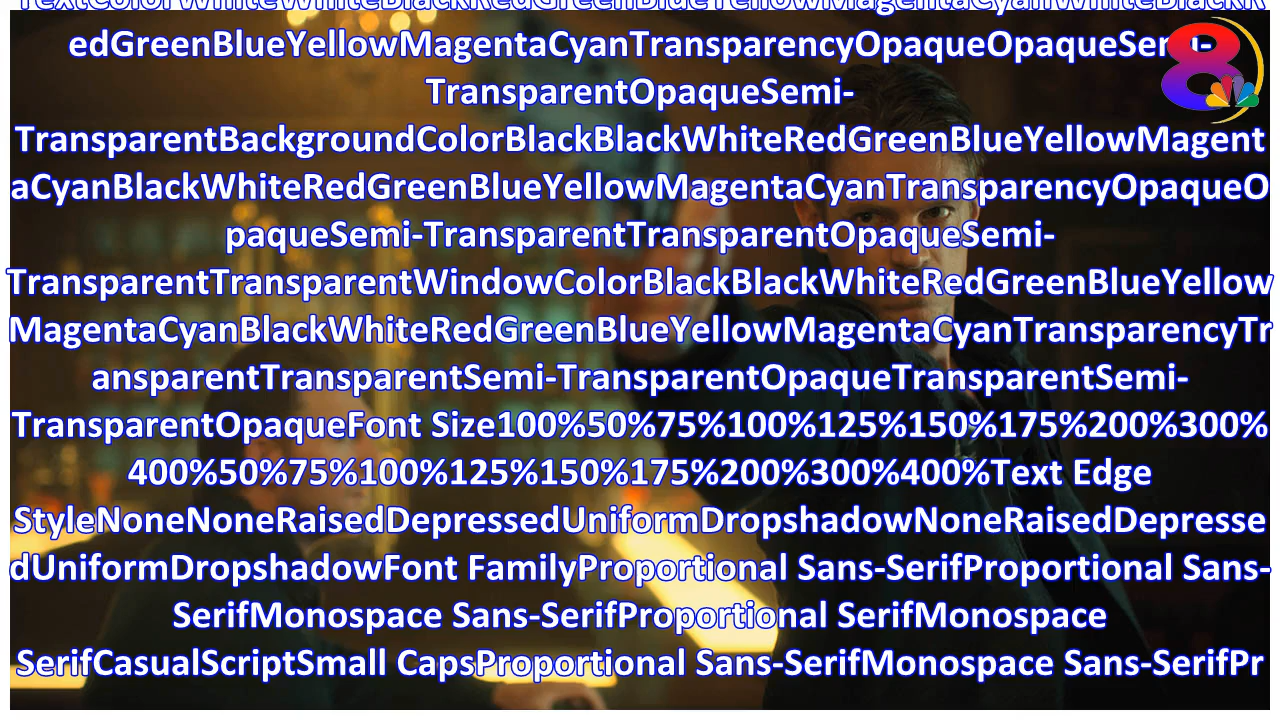 TextColorWhiteWhiteBlackRedGreenBlueYellowMagentaCyanWhiteBlackR
edGreenBlueYellowMagentaCyanTransparencyOpaqueOpaqueSemi-
TransparentOpaqueSemi-
TransparentBackgroundColorBlackBlackWhiteRedGreenBlueYellowMagent
aCyanBlackWhiteRedGreenBlueYellowMagentaCyanTransparencyOpaqueO
paqueSemi-TransparentTransparentOpaqueSemi-
TransparentTransparentWindowColorBlackBlackWhiteRedGreenBlueYellow
MagentaCyanBlackWhiteRedGreenBlueYellowMagentaCyanTransparencyTr
ansparentTransparentSemi-TransparentOpaqueTransparentSemi-
TransparentOpaqueFont Size100%50%75%100%125%150%175%200%300%
400%50%75%100%125%150%175%200%300%400%Text Edge
StyleNoneNoneRaisedDepressedUniformDropshadowNoneRaisedDepresse
dUniformDropshadowFont FamilyProportional Sans-SerifProportional Sans-
SerifMonospace Sans-SerifProportional SerifMonospace
SerifCasualScriptSmall CapsProportional Sans-SerifMonospace Sans-SerifPr
8